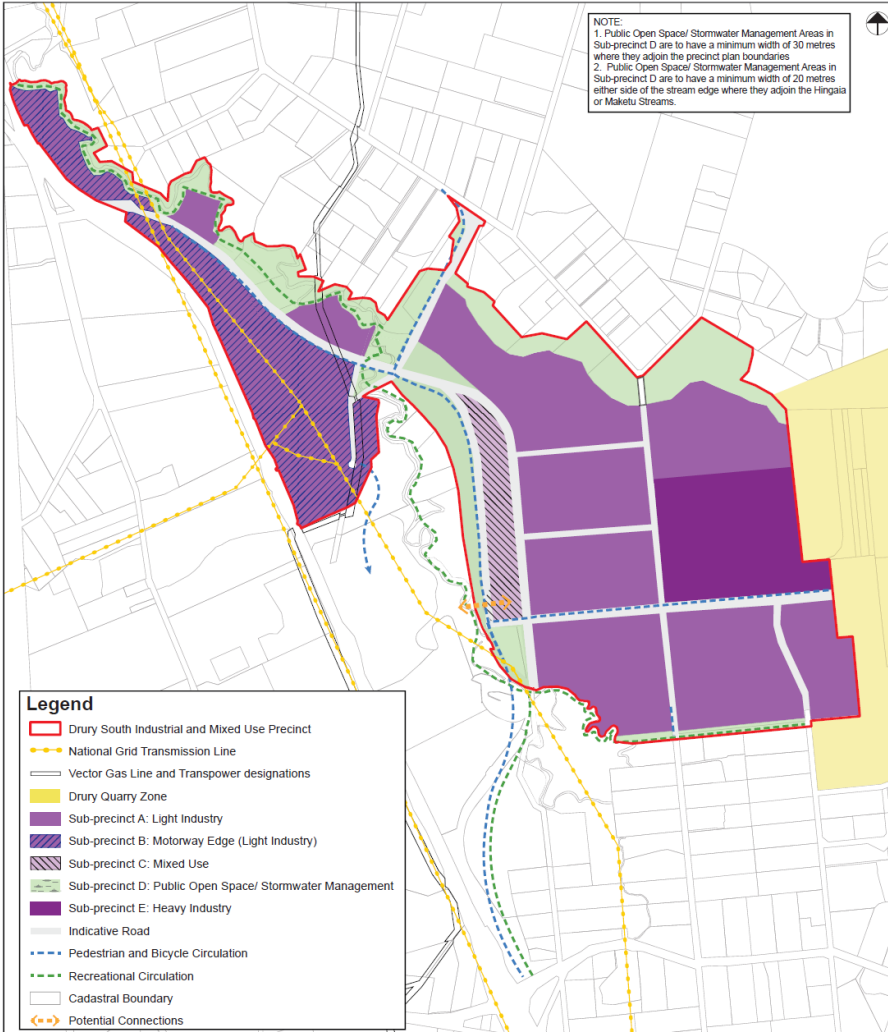 NOTE:
1. Public Open Space/ Stormwater Management Areas in
Sub-precinct D are to have a minimum width of 30 metres
where they adjoin the precinct plan boundaries
2. Public Open Space/ Stormwater Management Areas in
Sub-precinct D are to have a minimum width of 20 metres
either side of the stream edge where they adjoin the Hingaia
or Maketu Streams.
Legend
Drury South Industrial and Mixed Use Precinct
National Grid Transmission Line
Vector Gas Line and Transpower designations
Drury Quarry Zone
Sub-precinct A: Light Industry
Sub-precinct B: Motorway Edge (Light Industry)
Sub-precinct C: Mixed Use
Sub-precinct D: Public Open Space/ Stormwater Management
Sub-precinct E: Heavy Industry
Indicative Road
Pedestrian and Bicycle Circulation
Recreational Circulation
Cadastral Boundary
Potential Connections